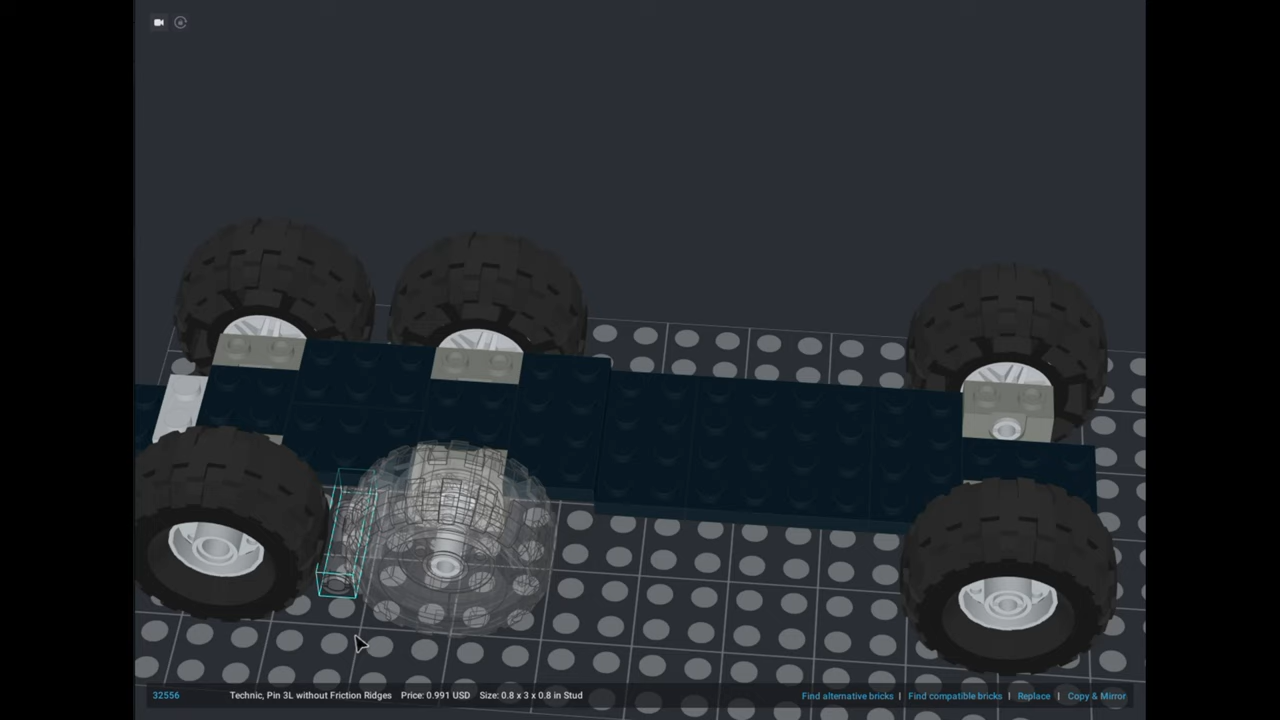 32556 Technic, Pin 3L without Friction Ridges Price: 0.991 USD Size: 0.8 x 3 x 0.8 in Stud Find alternative bricks | Find compatible bricks | Replace | Copy & Mirror